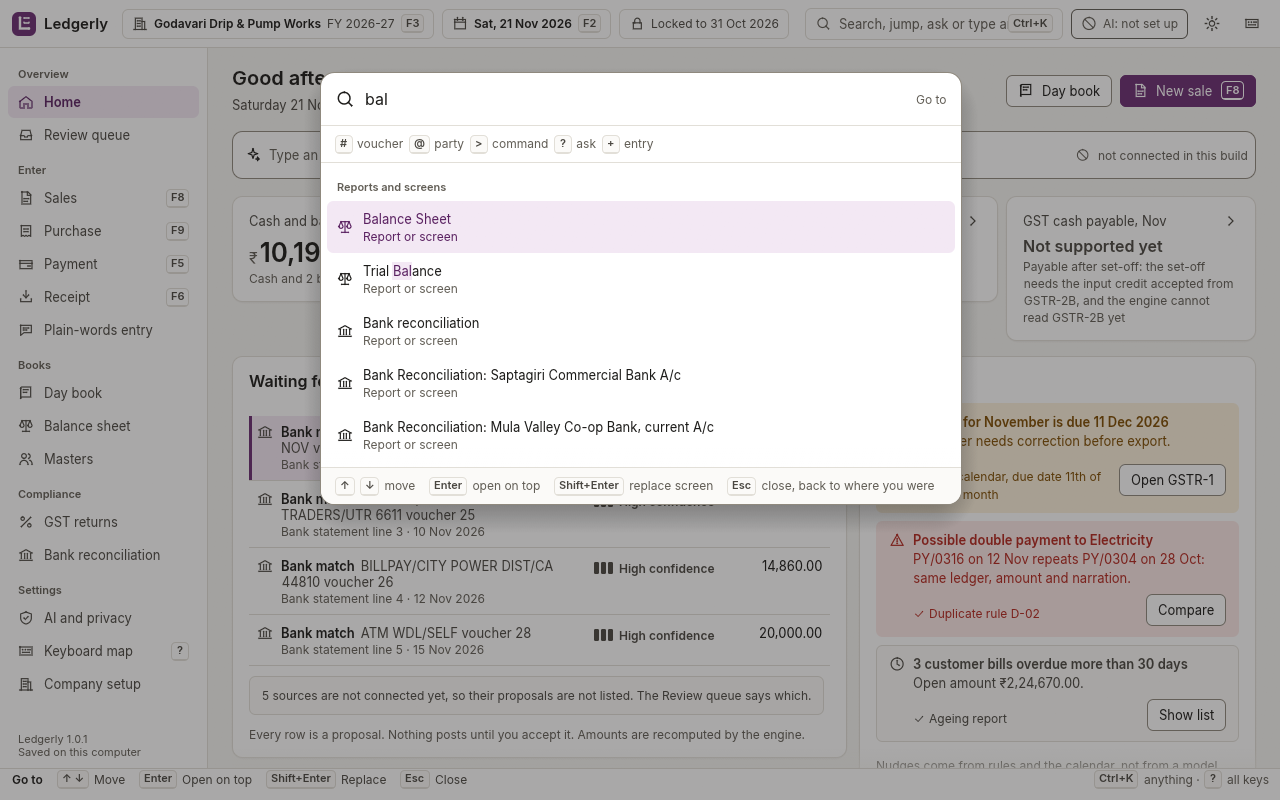 Ledgerly
Godavari Drip & Pump Works FY 2026-27 F3
Sat, 21 Nov 2026 F2
Locked to 31 Oct 2026
Search, jump, ask or type a Ctrl+K
AI: not set up
Overview
Home
Review queue
Enter
Sales F8
Purchase F9
Payment F5
Receipt F6
Plain-words entry
Books
Day book
Balance sheet
Masters
Compliance
GST returns
Bank reconciliation
Settings
AI and privacy
Keyboard map ?
Company setup
Ledgerly 1.0.1
Saved on this computer
Good afte
Saturday 21 No
Day book
New sale F8
Type an
not connected in this build
Cash and ba
₹10,19
Cash and 2 b
GST cash payable, Nov
Not supported yet
Payable after set-off: the set-off
needs the input credit accepted from
GSTR-2B, and the engine cannot
read GSTR-2B yet
bal
Go to
# voucher @ party > command ? ask + entry
Reports and screens
Balance Sheet
Report or screen
Trial Balance
Report or screen
Bank reconciliation
Report or screen
Bank Reconciliation: Saptagiri Commercial Bank A/c
Report or screen
Bank Reconciliation: Mula Valley Co-op Bank, current A/c
Report or screen
↑ ↓ move Enter open on top Shift+Enter replace screen Esc close, back to where you were
Waiting fo
Bank m
NOV v
Bank s
Bank m
TRADERS/UTR 6611 voucher 25
Bank statement line 3 · 10 Nov 2026
High confidence
Bank match BILLPAY/CITY POWER DIST/CA
44810 voucher 26
Bank statement line 4 · 12 Nov 2026
High confidence
14,860.00
Bank match ATM WDL/SELF voucher 28
Bank statement line 5 · 15 Nov 2026
High confidence
20,000.00
5 sources are not connected yet, so their proposals are not listed. The Review queue says which.
Every row is a proposal. Nothing posts until you accept it. Amounts are recomputed by the engine.
for November is due 11 Dec 2026
er needs correction before export.
alendar, due date 11th of
month
Open GSTR-1
Possible double payment to Electricity
PY/0316 on 12 Nov repeats PY/0304 on 28 Oct:
same ledger, amount and narration.
Duplicate rule D-02
Compare
3 customer bills overdue more than 30 days
Open amount ₹2,24,670.00.
Ageing report
Show list
Nudges come from rules and the calendar, not from a model.
Go to ↑ ↓ Move Enter Open on top Shift+Enter Replace Esc Close
Ctrl+K anything · ? all keys